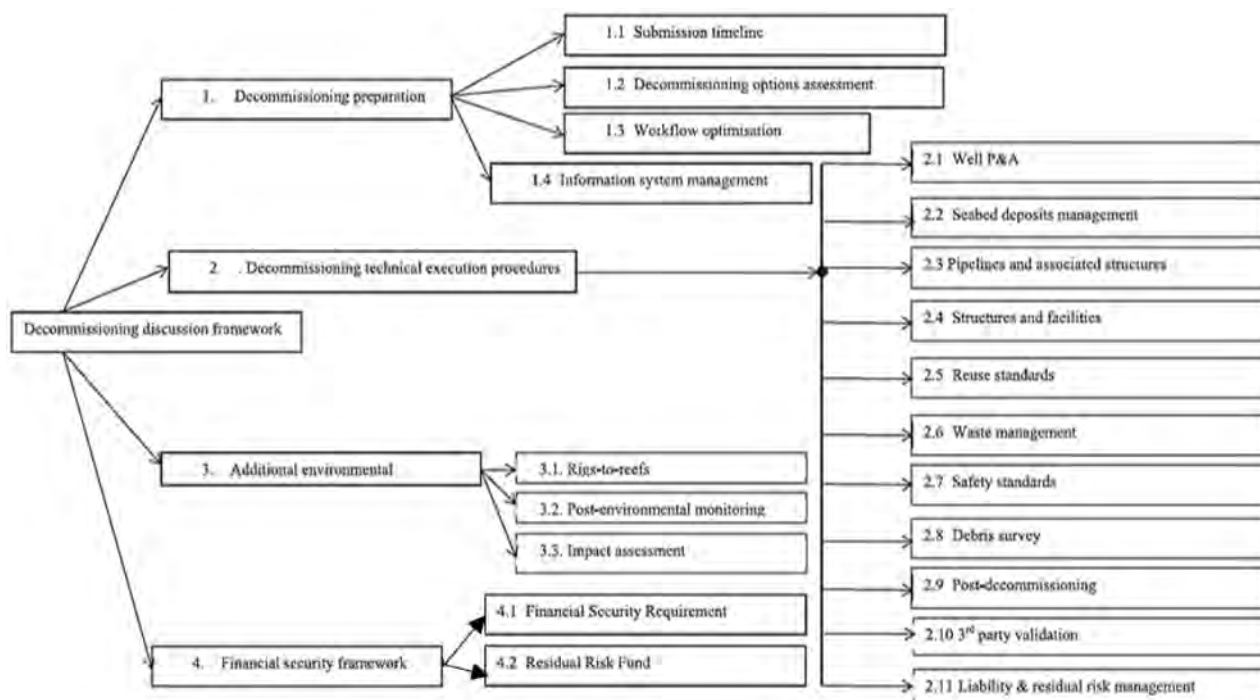 Decommissioning discussion framework
1. Decommissioning preparation
1.1 Submission timeline
1.2 Decommissioning options assessment
1.3 Workflow optimisation
1.4 Information system management
2 . Decommissioning technical execution procedures
2.1 Well P&A
2.2 Seabed deposits management
2.3 Pipelines and associated structures
2.4 Structures and facilities
2.5 Reuse standards
2.6 Waste management
2.7 Safety standards
2.8 Debris survey
2.9 Post-decommissioning
2.10 3rd party validation
2.11 Liability & residual risk management
3. Additional environmental
3.1. Rigs-to-reefs
3.2. Post-environmental monitoring
3.3. Impact assessment
4. Financial security framework
4.1 Financial Security Requirement
4.2 Residual Risk Fund